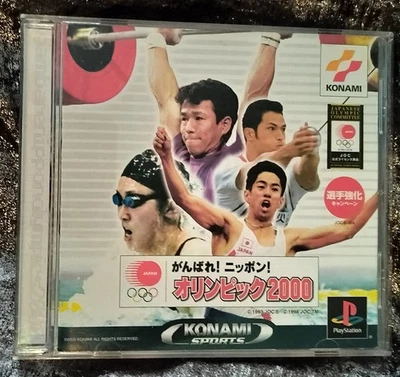 KONAMI
JAPANESE
OLYMPIC
COMMITTEE
JOC
選手強化
キャンペーン
JAPAN
JAPAN
がんばれ!ニッポン!
オリンピック2000
KONAMI
SPORTS
PlayStation